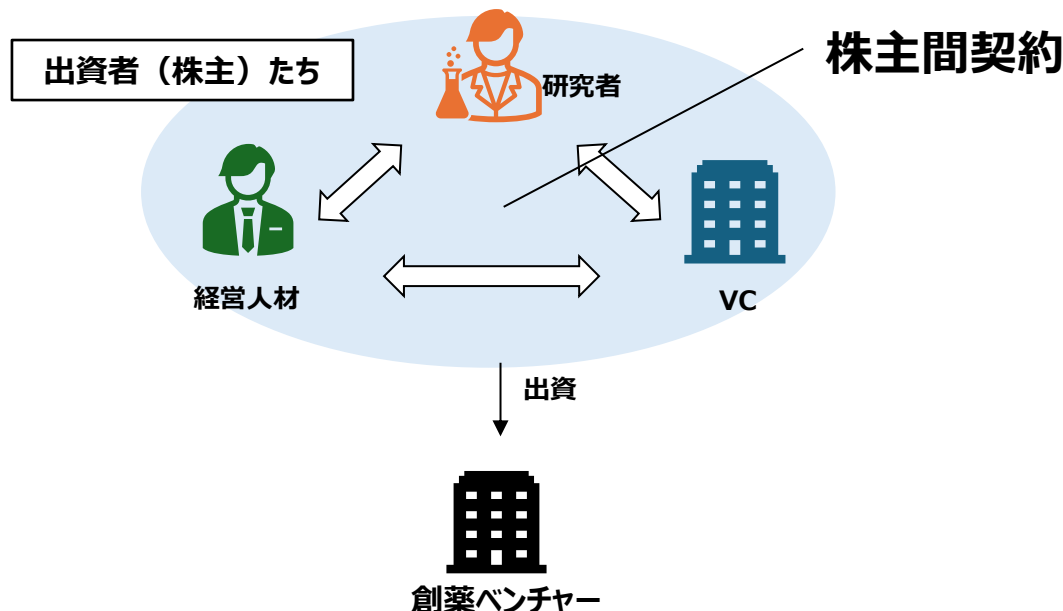 株主間契約
出資者（株主）たち
研究者
経営人材
VC
出資
創薬ベンチャー